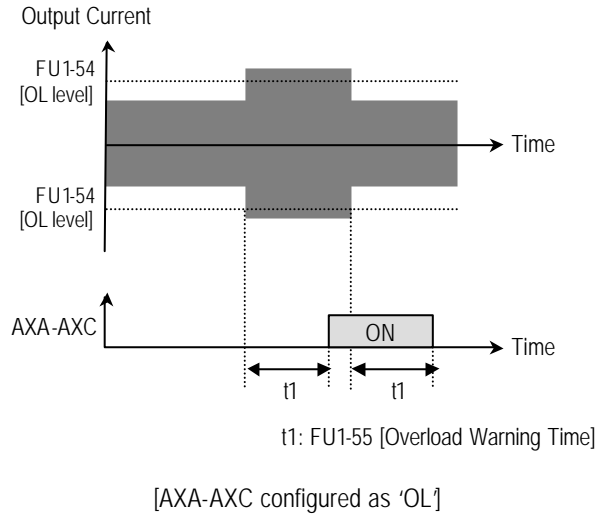 Output Current
FU1-54
[OL level]
Time
FU1-54
[OL level]
AXA-AXC
ON
Time
t1
t1
t1: FU1-55 [Overload Warning Time]
[AXA-AXC configured as ‘OL’]